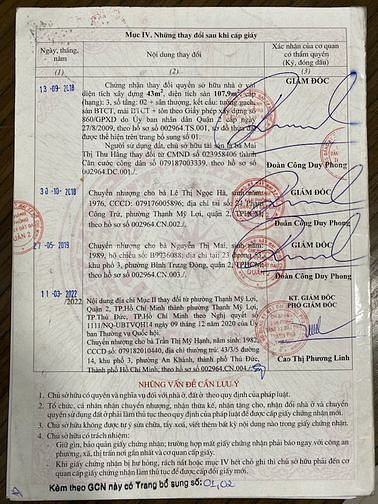 Mục IV. Những thay đổi sau khi cấp giấy
Ngày, tháng, năm
Nội dung thay đổi
Xác nhận của cơ quan có thẩm quyền (Ký, đóng dấu)
(1) (2) (3)
13-09-2018
Chứng nhận thay đổi quyền sở hữu nhà ở với
diện tích xây dựng 43m², diện tích sàn 107,9m², cấp
(hạng): 3, số tầng: 02 + sân thượng, kết cấu: tường gạch,
sàn BTCT, mái BTCT + tôn theo Giấy phép xây dựng số
860/GPXD do Ủy ban nhân dân Quận 2 cấp ngày
27/8/2009, theo hồ sơ số 002964.TS.001, sơ đồ thửa đất
được thể hiện trên trang bổ sung số 01.
Người sử dụng đất, chủ sở hữu tài sản là bà Mai
Thị Thu Hằng thay đổi từ CMND số 023958406 thành
Căn cước công dân số 079187003339, theo hồ sơ số
002964.DC.001./.
GIÁM ĐỐC
Đoàn Công Duy Phong
30-10-2018
Chuyển nhượng cho bà Lê Thị Ngọc Hà, sinh năm:
1976, CCCD: 079176005896; địa chỉ tại số
Công Trứ, phường Thạnh Mỹ Lợi, quận 2, TPHCM;
theo hồ sơ số 002964.CN.002./.
GIÁM ĐỐC
Đoàn Công Duy Phong
27-05-2019
Chuyển nhượng cho bà Nguyễn Thị Mai, sinh năm:
1989, hộ chiếu số: địa chỉ tại 23 đường
khu phố 3, phường Bình Trưng Đông, quận 2, TPHCM;
theo hồ sơ số 002964.CN.003./.
GIÁM ĐỐC
Đoàn Công Duy Phong
11-03-2022
/2022
Nội dung địa chỉ Mục II thay đổi từ phường Thạnh Mỹ Lợi,
Quận 2, TP.Hồ Chí Minh thành phường Thạnh Mỹ Lợi,
TP.Thủ Đức, TP.Hồ Chí Minh theo Nghị quyết số
1111/NQ-UBTVQH14 ngày 09 tháng 12 năm 2020 của Ủy
ban Thường vụ Quốc hội.
Chuyển nhượng cho bà Trần Thị Mỹ Hạnh, năm sinh: 1982,
CCCD số: 079182010440, địa chỉ thường trú: 43/3/5 đường
14, khu phố 3, phường An Khánh, thành phố Thủ Đức,
Thành phố Hồ Chí Minh, theo hồ sơ số 002964.CN.004./.
KT. GIÁM ĐỐC
PHÓ GIÁM ĐỐC
Cao Thị Phương Linh
NHỮNG VẤN ĐỀ CẦN LƯU Ý
1. Chủ sở hữu có quyền và nghĩa vụ đối với nhà ở, đất ở theo quy định của pháp luật.
2. Tổ chức, cá nhân nhận chuyển nhượng, nhận thừa kế, nhận tặng cho, nhận đổi nhà ở và chuyển
quyền sử dụng đất ở phải làm thủ tục theo quy định của pháp luật để được cấp giấy chứng nhận mới.
3. Chủ sở hữu không được tự ý sửa chữa, tẩy xoá, viết thêm bất kỳ nội dung nào trong giấy chứng nhận.
4. Chủ sở hữu có trách nhiệm:
Giữ gìn, bảo quản giấy chứng nhận; trường hợp mất giấy chứng nhận phải báo ngay với công an
phường, xã, thị trấn nơi gần nhất và cơ quan cấp giấy.
Khi giấy chứng nhận bị hư hỏng, rách nát hoặc mục IV hết chỗ ghi thì chủ sở hữu phải đến cơ
quan cấp giấy chứng nhận làm thủ tục để được cấp đổi giấy mới.
Kèm theo GCN này có Trang bổ sung số: 01,02